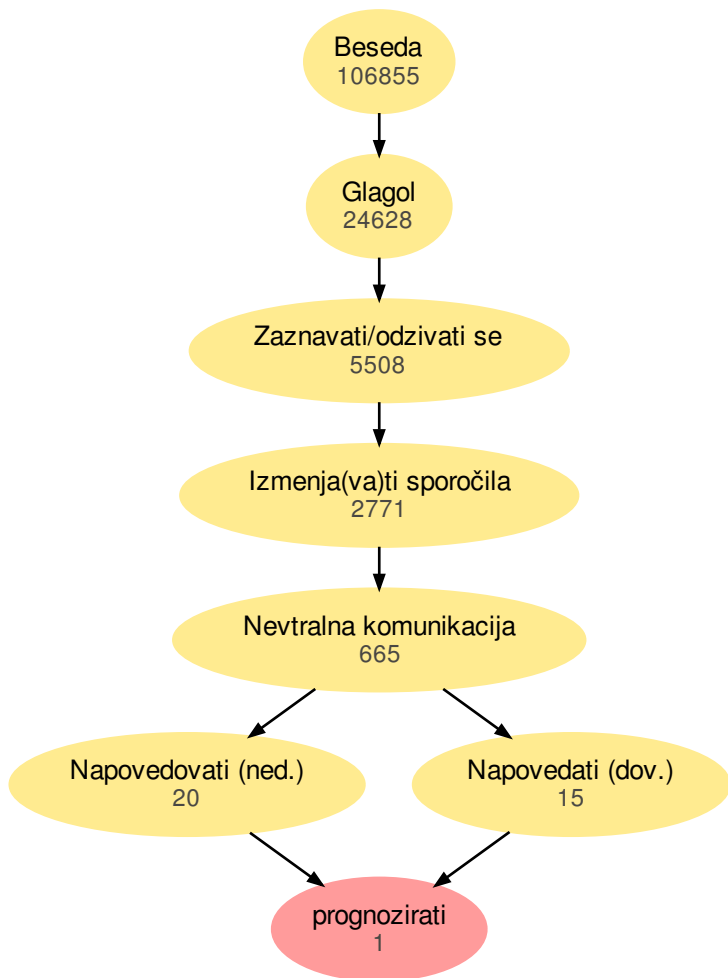 Beseda
106855
Glagol
24628
Zaznavati/odzivati se
5508
Izmenja(va)ti sporočila
2771
Nevtralna komunikacija
665
Napovedovati (ned.)
20
Napovedati (dov.)
15
prognozirati
1